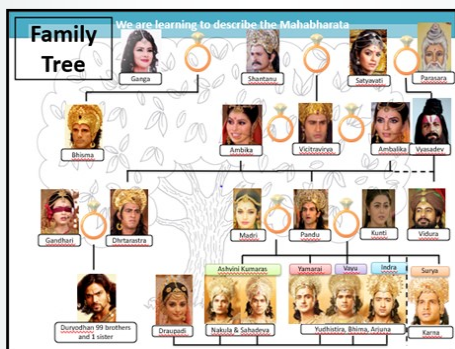 We are learning to describe the Mahabharata
Family
Tree
Ganga
Shantanu
Satyavati
Parasara
Bhisma
Ambika
Vicitravirya
Ambalika
Vyasadev
Gandhari
Dhrtarastra
Madri
Pandu
Kunti
Vidura
Ashvini Kumaras
Yamarai
Vayu
Indra
Surya
Duryodhan 99 brothers
and 1 sister
Draupadi
Nakula & Sahadeva
Yudhistira, Bhima, Arjuna
Karna